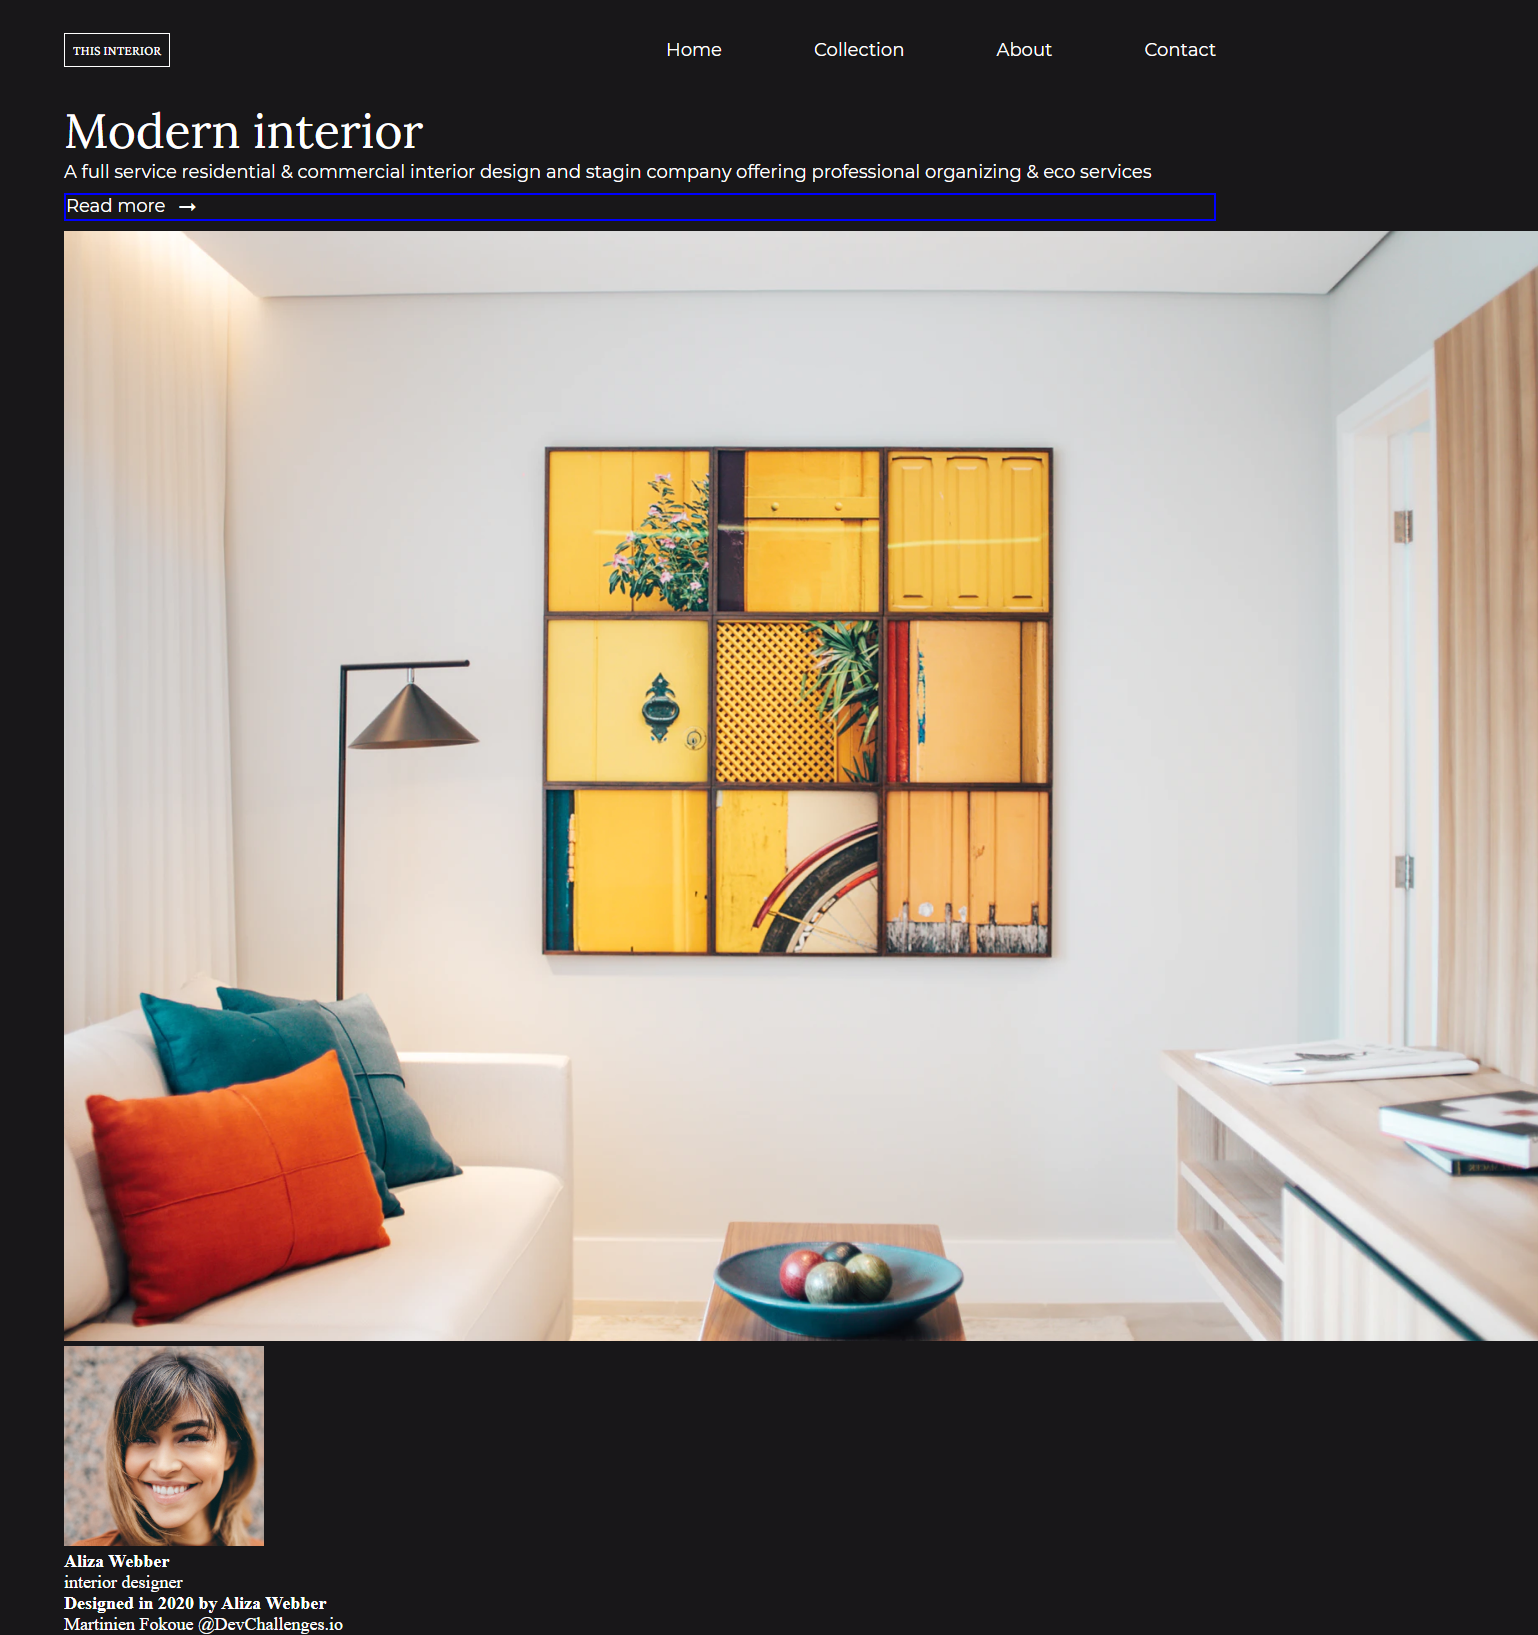 THIS INTERIOR
Home Collection About Contact
Modern interior
A full service residential & commercial interior design and stagin company offering professional organizing & eco services
Read more →
Aliza Webber
interior designer
Designed in 2020 by Aliza Webber
Martinien Fokoue @DevChallenges.io